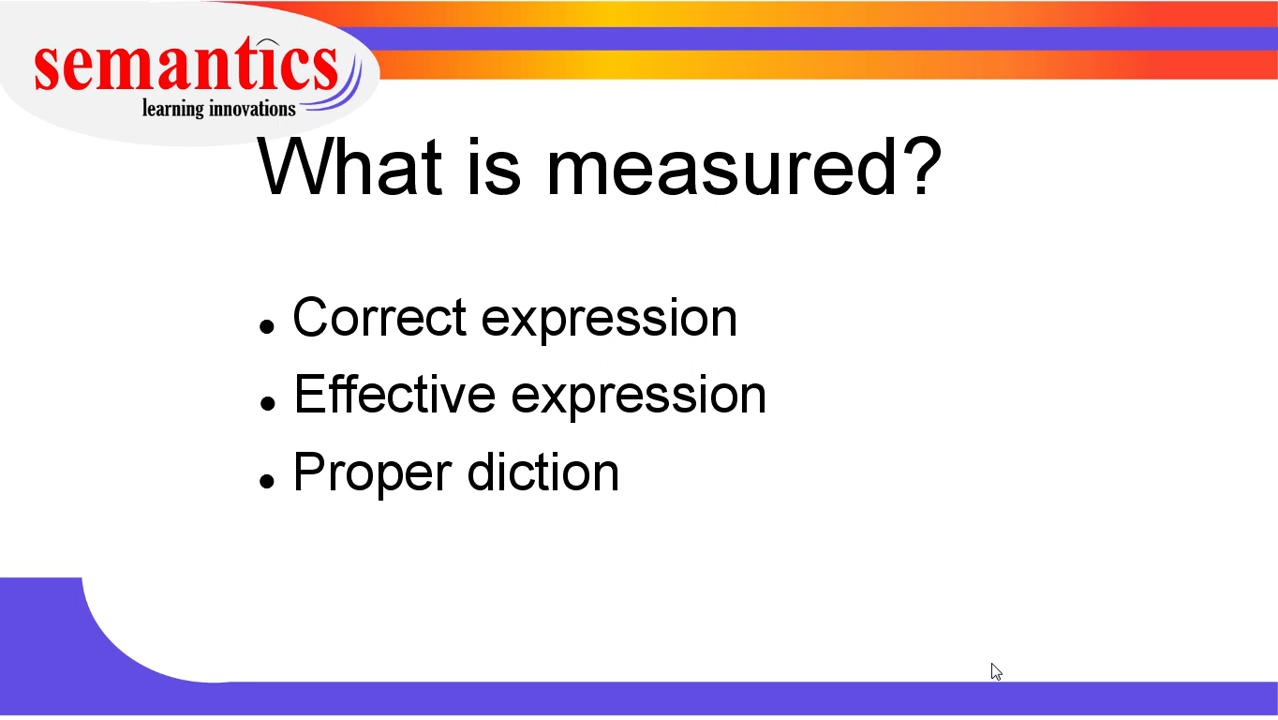 semantics
learning innovations
What is measured?
• Correct expression
• Effective expression
• Proper diction